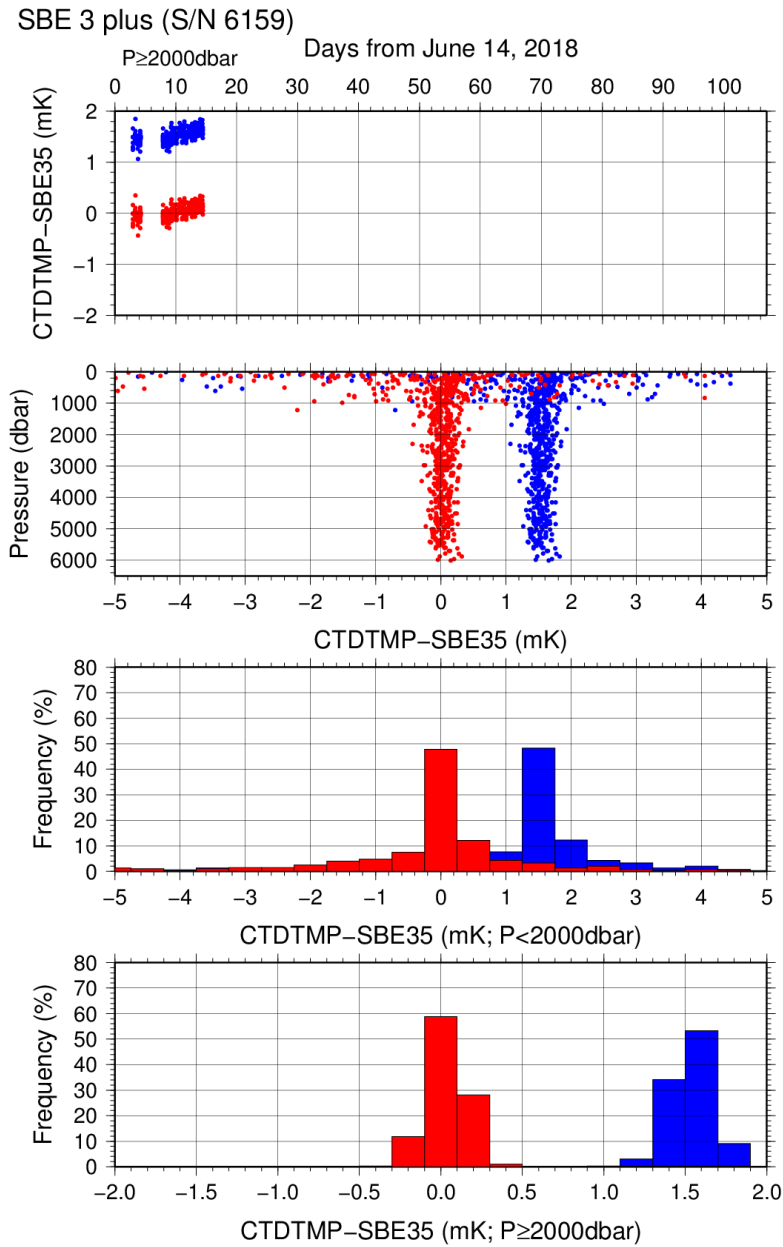 SBE 3 plus (S/N 6159)
P≥2000dbar
Days from June 14, 2018
0 10 20 30 40 50 60 70 80 90 100
CTDTMP−SBE35 (mK)
2
1
0
−1
−2
Pressure (dbar)
0
1000
2000
3000
4000
5000
6000
−5 −4 −3 −2 −1 0 1 2 3 4 5
CTDTMP−SBE35 (mK)
Frequency (%)
80
70
60
50
40
30
20
10
0
−5 −4 −3 −2 −1 0 1 2 3 4 5
CTDTMP−SBE35 (mK; P<2000dbar)
Frequency (%)
80
70
60
50
40
30
20
10
0
−2.0 −1.5 −1.0 −0.5 0.0 0.5 1.0 1.5 2.0
CTDTMP−SBE35 (mK; P≥2000dbar)